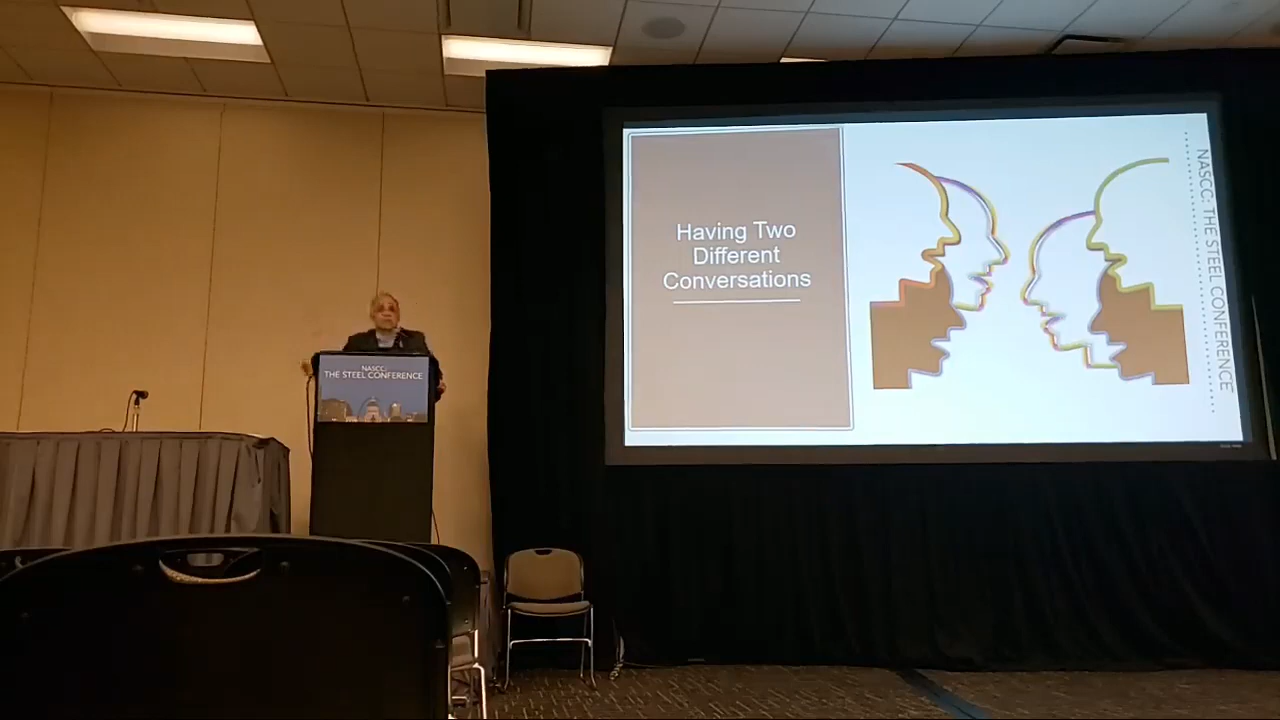 NASCC:
THE STEEL CONFERENCE
Having Two
Different
Conversations
NASCC: THE STEEL CONFERENCE